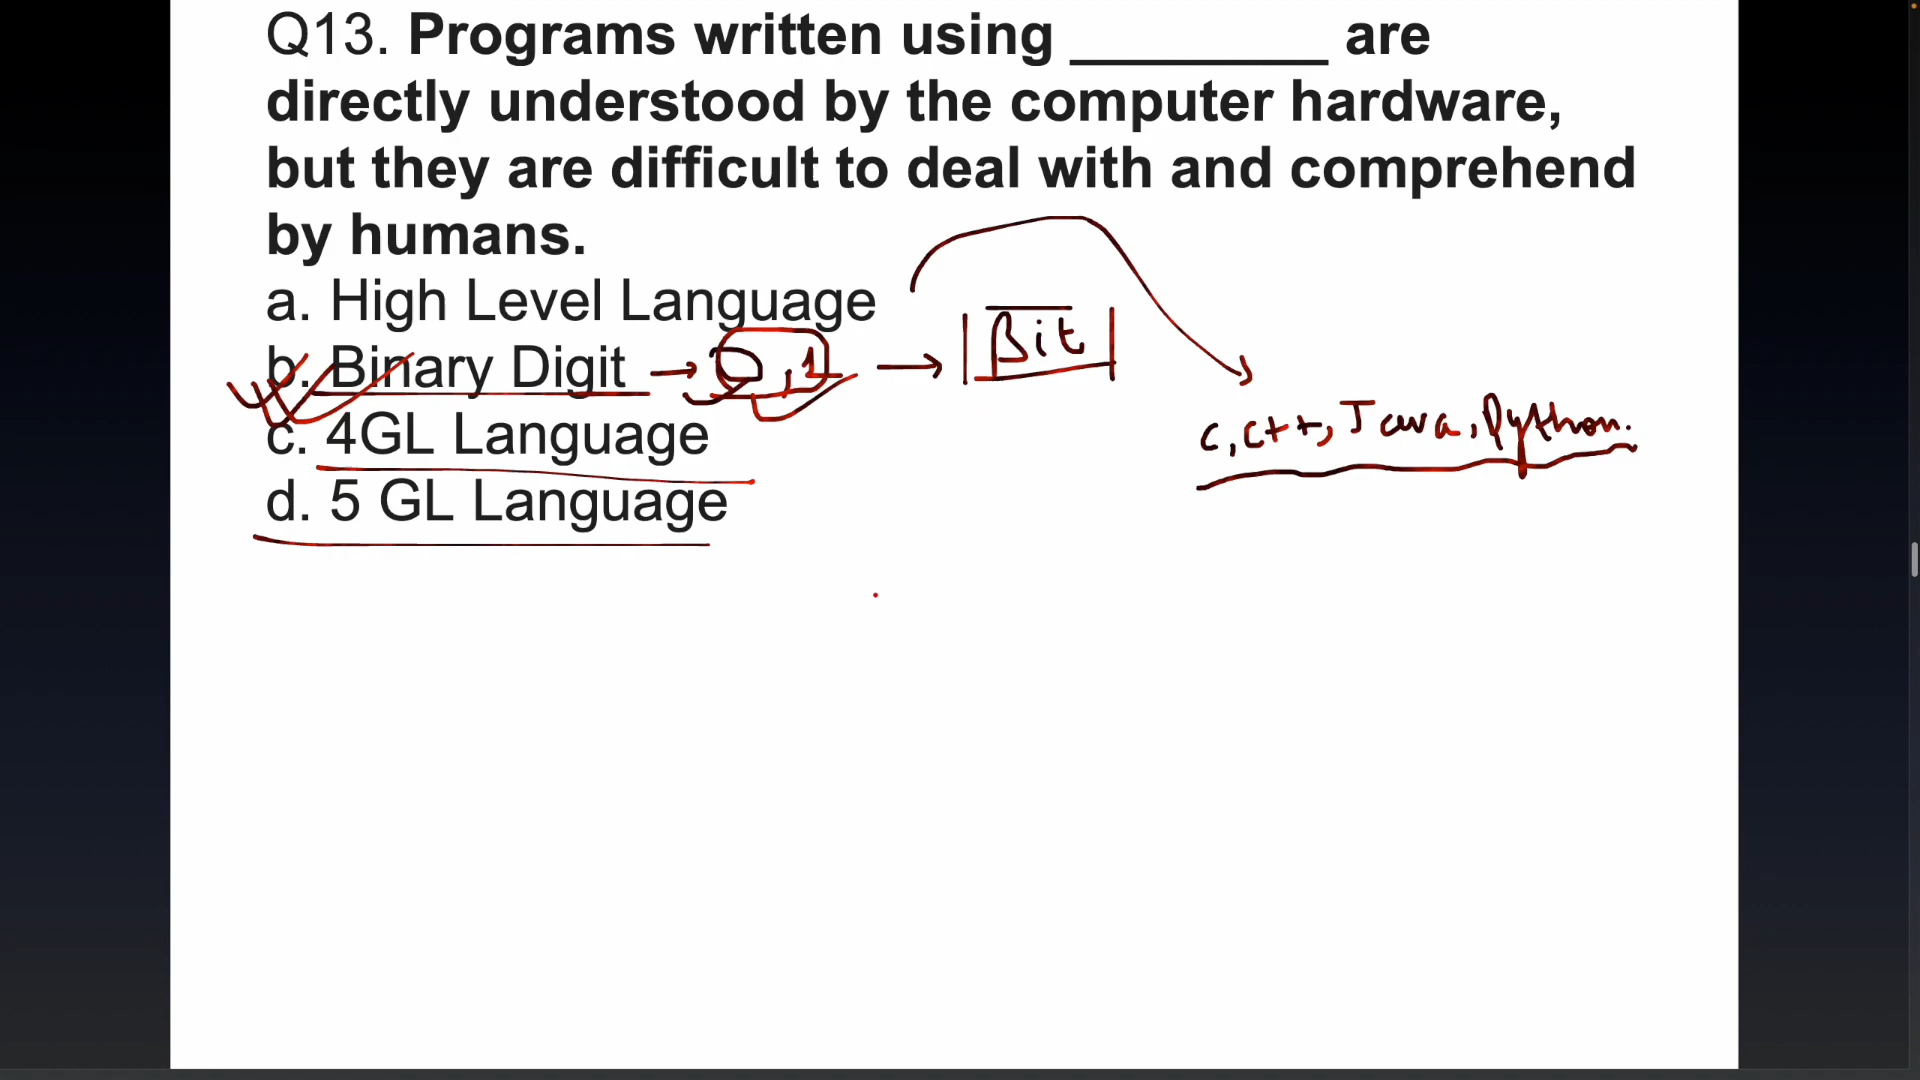 Q13. Programs written using _________ are
directly understood by the computer hardware,
but they are difficult to deal with and comprehend
by humans.
a. High Level Language
b. Binary Digit → 0,1 → Bit
c. 4GL Language
c, c++, Java, Python.
d. 5 GL Language